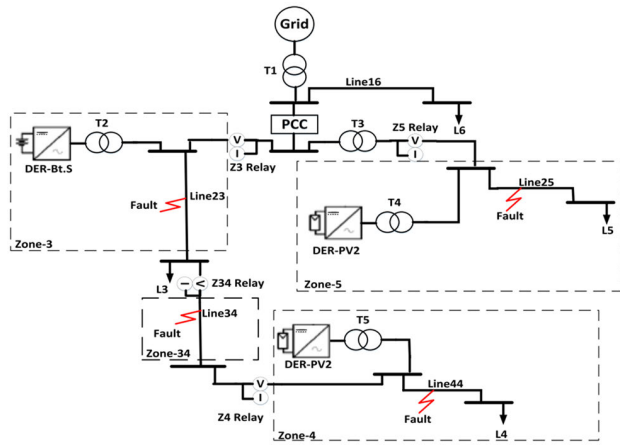 Grid
T1
Line16
T2
PCC
T3
Z5 Relay
L6
V
I
V
I
DER-Bt.S
Z3 Relay
Line23
Fault
Line25
Fault
T4
DER-PV2
L5
Zone-3
Zone-5
L3
I
V
Z34 Relay
Line34
Fault
Zone-34
T5
DER-PV2
V
I
Z4 Relay
Line44
Fault
L4
Zone-4